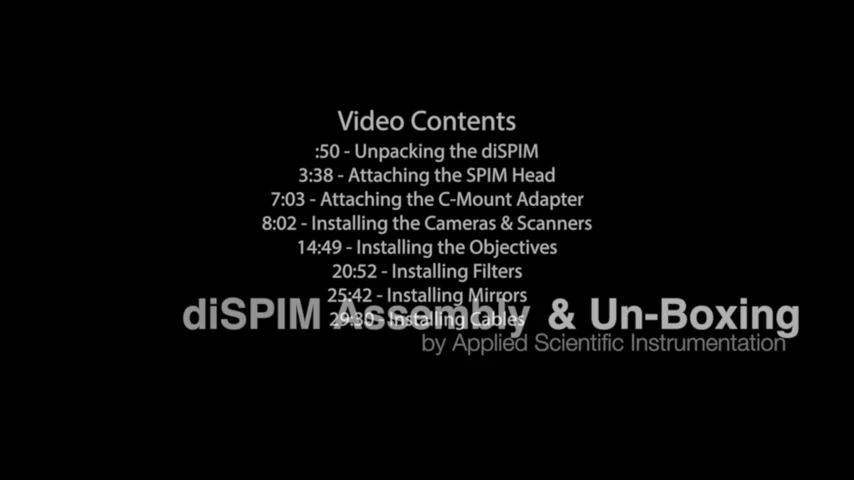 Video Contents
:50 - Unpacking the diSPIM
3:38 - Attaching the SPIM Head
7:03 - Attaching the C-Mount Adapter
8:02 - Installing the Cameras & Scanners
14:49 - Installing the Objectives
20:52 - Installing Filters
25:42 - Installing Mirrors
29:30 - Installing Cables
diSPIM Assembly & Un-Boxing
by Applied Scientific Instrumentation